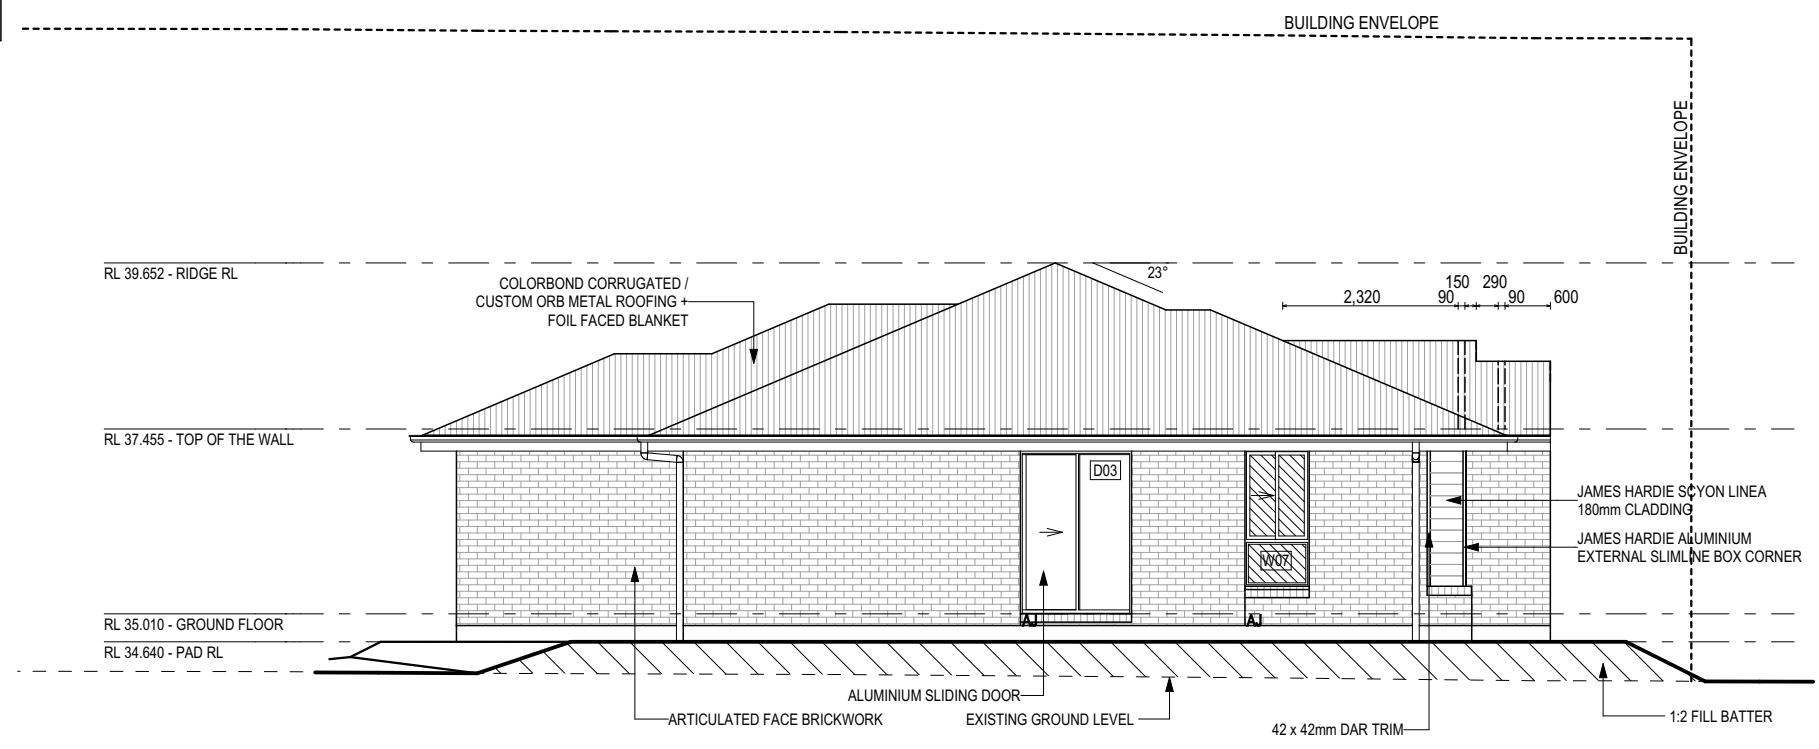 BUILDING ENVELOPE
BUILDING ENVELOPE
RL 39.652 - RIDGE RL
COLORBOND CORRUGATED /
CUSTOM ORB METAL ROOFING +
FOIL FACED BLANKET
23°
150 290
2,320 90 90 600
RL 37.455 - TOP OF THE WALL
D03
W07
JAMES HARDIE SCYON LINEA
180mm CLADDING
JAMES HARDIE ALUMINIUM
EXTERNAL SLIMLINE BOX CORNER
RL 35.010 - GROUND FLOOR
AJ
AJ
RL 34.640 - PAD RL
ALUMINIUM SLIDING DOOR
ARTICULATED FACE BRICKWORK
EXISTING GROUND LEVEL
42 x 42mm DAR TRIM
1:2 FILL BATTER